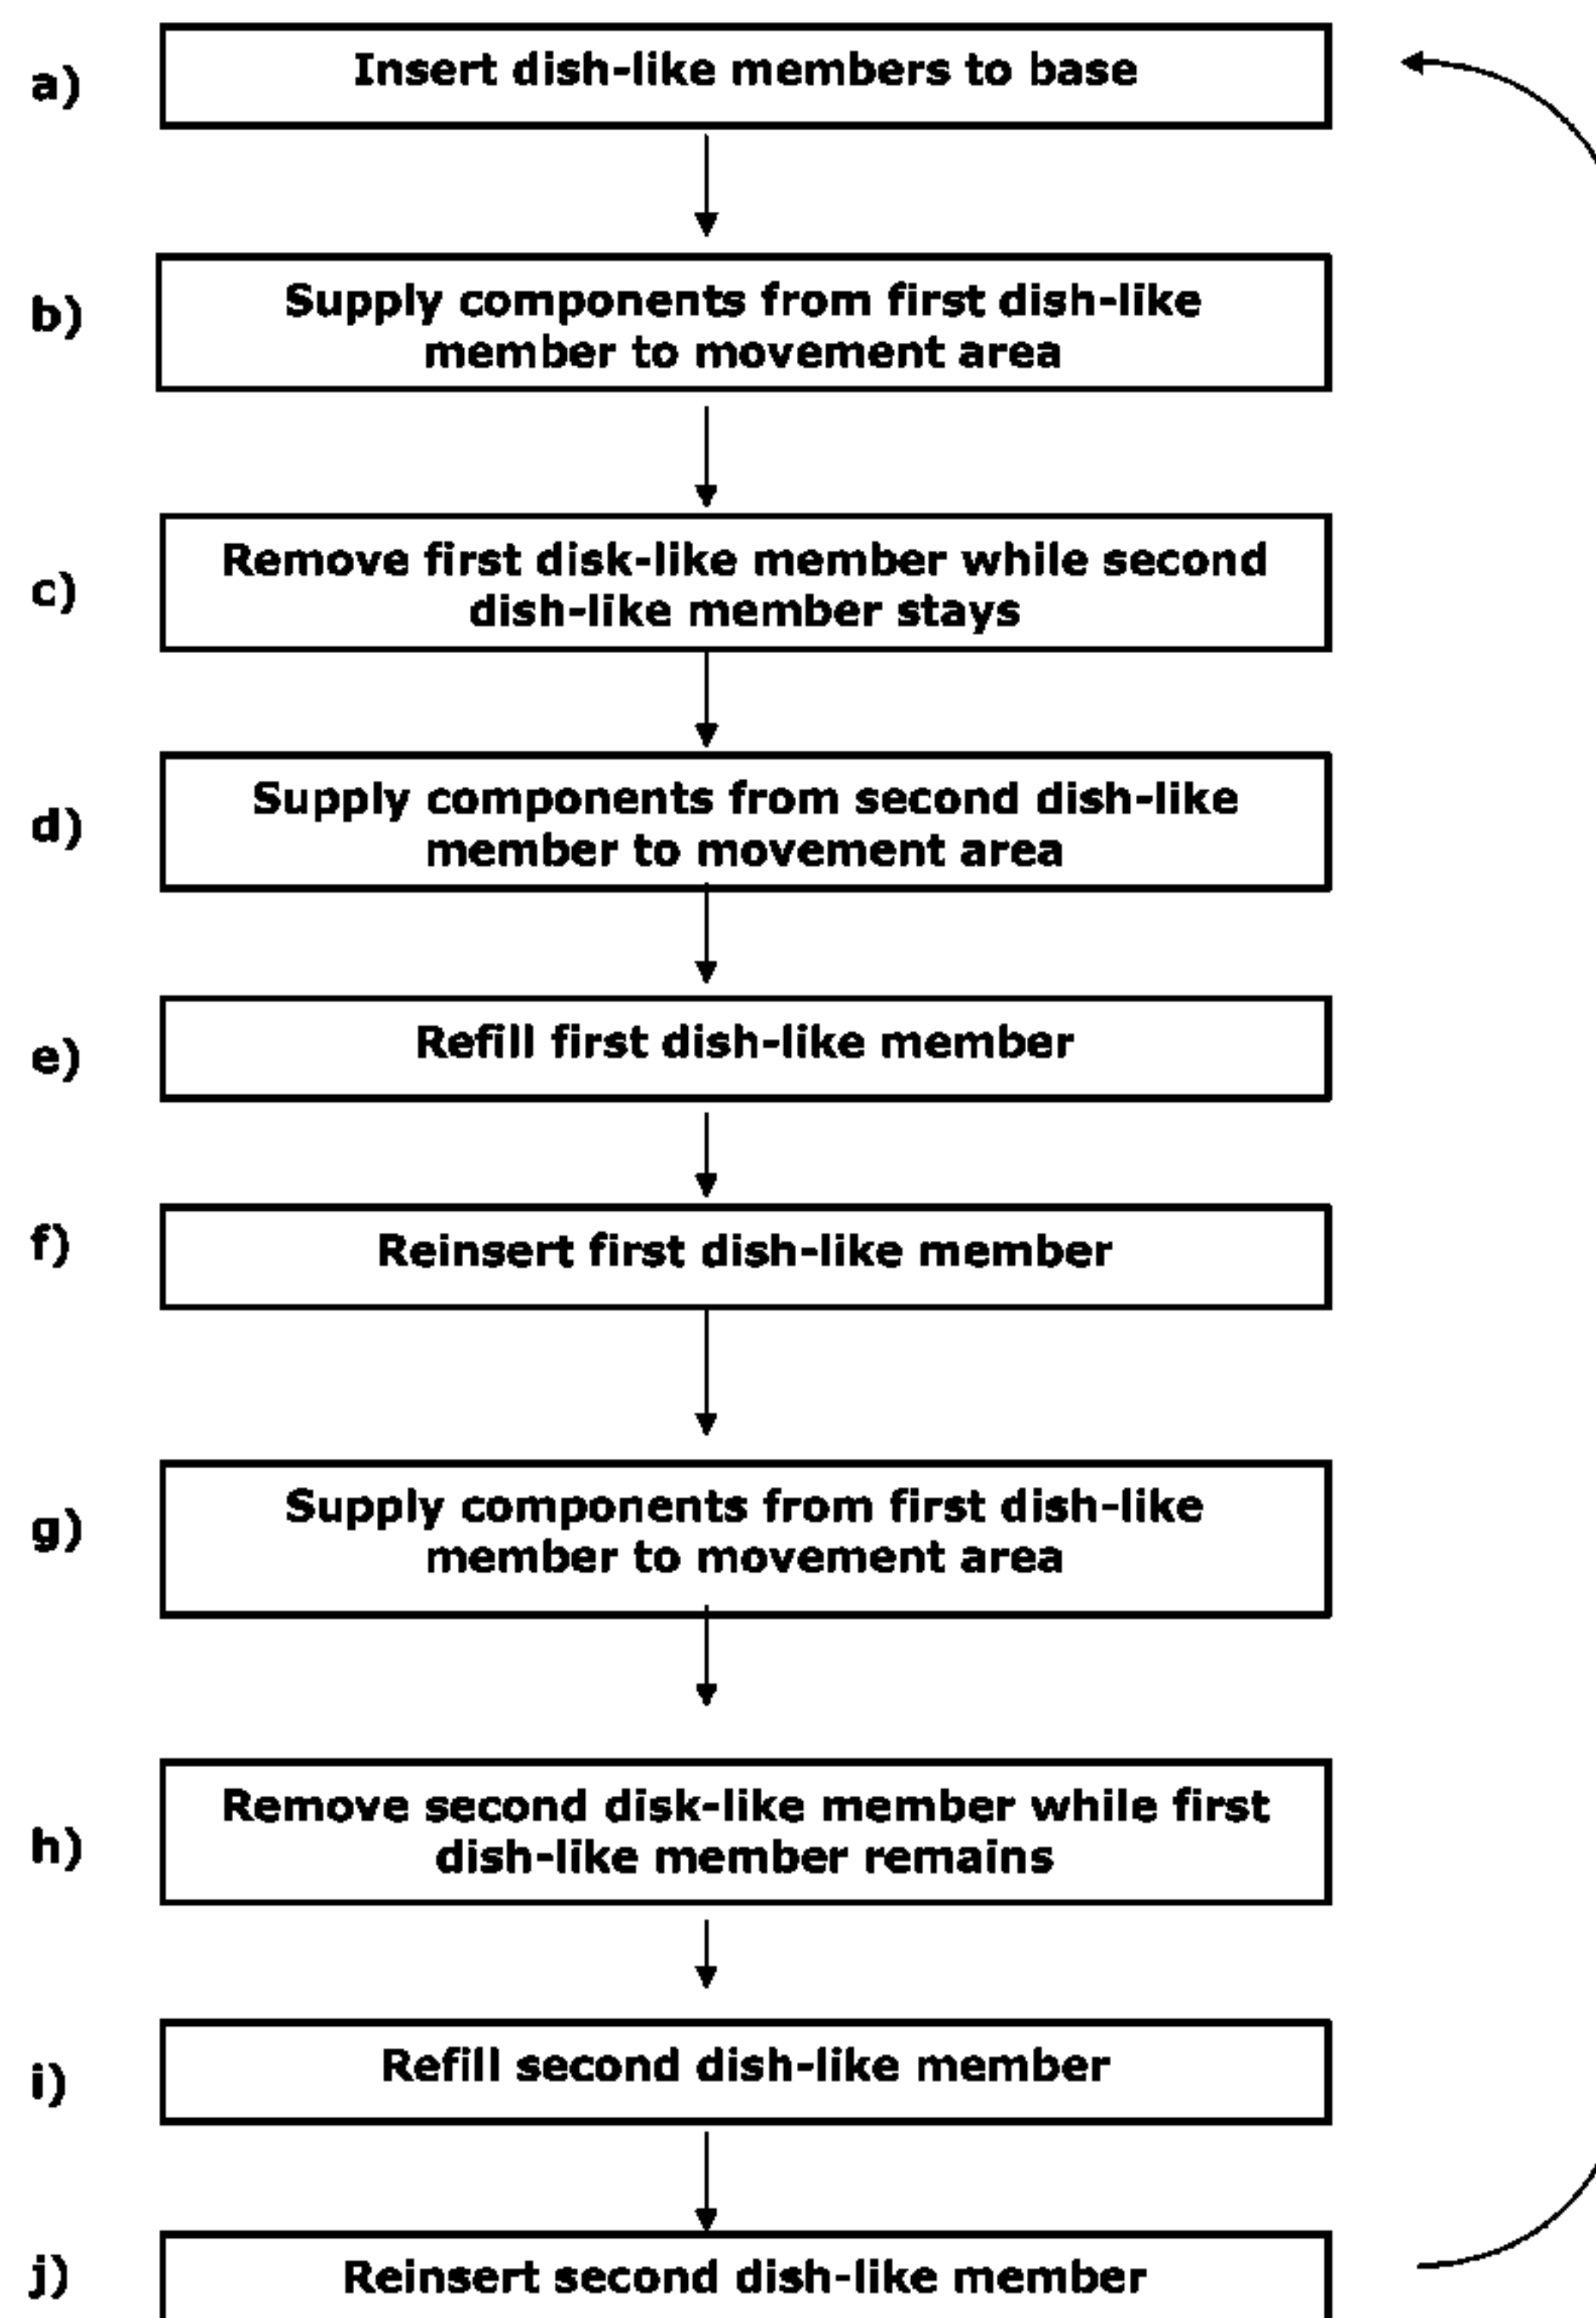 a)
Insert dish-like members to base
b)
Supply components from first dish-like
member to movement area
c)
Remove first disk-like member while second
dish-like member stays
d)
Supply components from second dish-like
member to movement area
e)
Refill first dish-like member
f)
Reinsert first dish-like member
g)
Supply components from first dish-like
member to movement area
h)
Remove second disk-like member while first
dish-like member remains
i)
Refill second dish-like member
j)
Reinsert second dish-like member